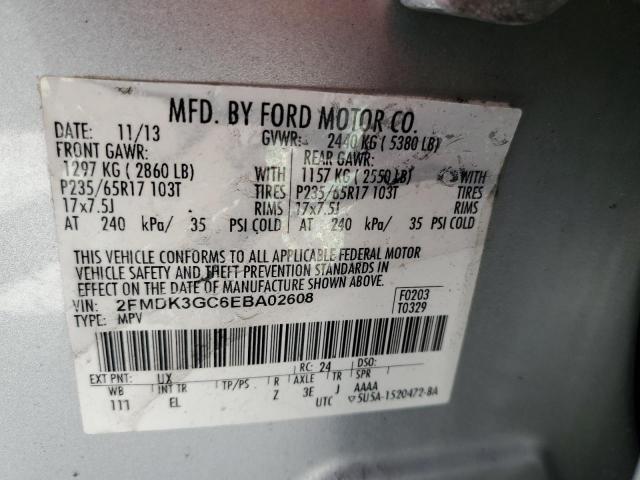 MFD. BY FORD MOTOR CO.
DATE: 11/13 GVWR: 2440 KG ( 5380 LB)
FRONT GAWR: REAR GAWR:
1297 KG ( 2860 LB) WITH 1157 KG ( 2550 LB) WITH
P235/65R17 103T TIRES P235/65R17 103T TIRES
17x7.5J RIMS 17x7.5J RIMS
AT 240 kPa/ 35 PSI COLD AT 240 kPa/ 35 PSI COLD
THIS VEHICLE CONFORMS TO ALL APPLICABLE FEDERAL MOTOR
VEHICLE SAFETY AND THEFT PREVENTION STANDARDS IN
EFFECT ON THE DATE OF MANUFACTURE SHOWN ABOVE.
VIN: 2FMDK3GC6EBA02608 F0203
TYPE: MPV T0329
EXT PNT: UX RC: 24 DSO:
WB INT TR TP/PS R AXLE TR SPR
111 EL Z 3E J AAAA
UTC 5U5A-1520472-BA